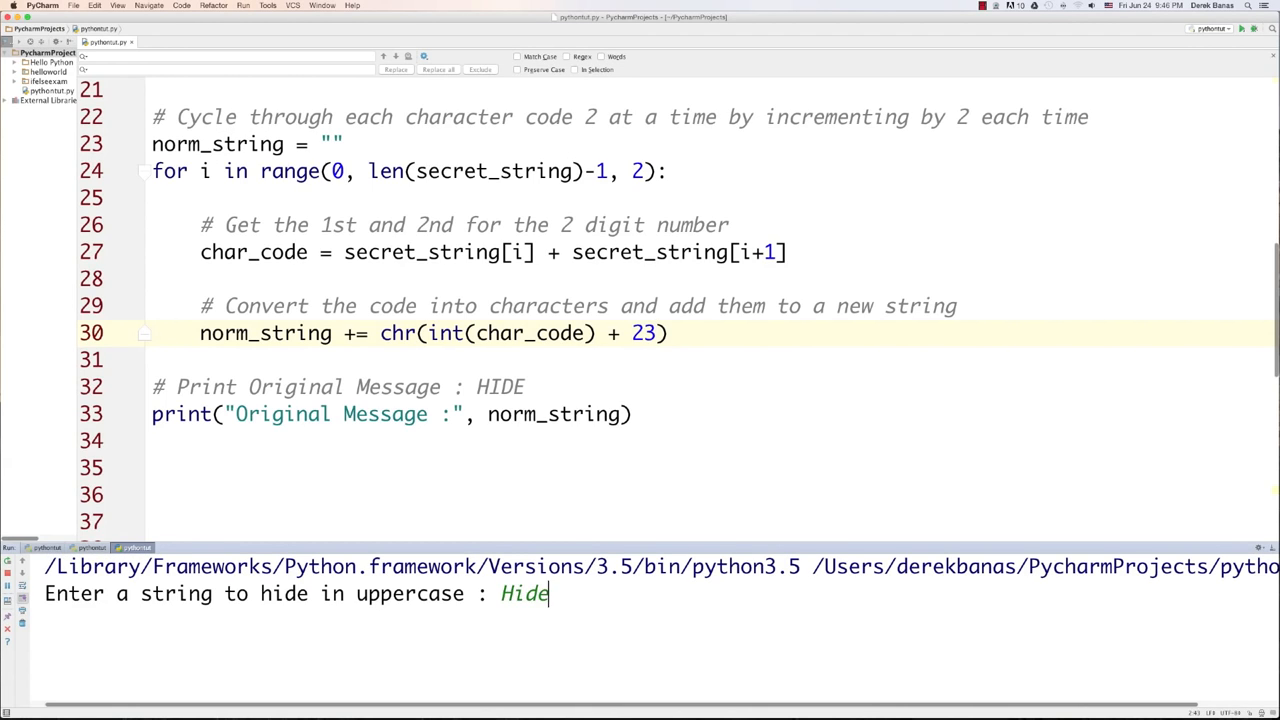 PyCharm File Edit View Navigate Code Refactor Run Tools VCS Window Help
Fri Jun 24 9:46 PM Derek Banas
pythontut.py - PycharmProjects - [~/PycharmProjects]
PycharmProjects pythontut.py
pythontut
pythontut.py
PycharmProject
Hello Python
helloworld
ifelseexam
pythontut.py
External Librarie
Match Case Regex Words
Replace Replace all Exclude Preserve Case In Selection
21
22 # Cycle through each character code 2 at a time by incrementing by 2 each time
23 norm_string = ""
24 for i in range(0, len(secret_string)-1, 2):
25
26 # Get the 1st and 2nd for the 2 digit number
27 char_code = secret_string[i] + secret_string[i+1]
28
29 # Convert the code into characters and add them to a new string
30 norm_string += chr(int(char_code) + 23)
31
32 # Print Original Message : HIDE
33 print("Original Message :", norm_string)
34
35
36
37
Run: pythontut pythontut pythontut
/Library/Frameworks/Python.framework/Versions/3.5/bin/python3.5 /Users/derekbanas/PycharmProjects/pytho
Enter a string to hide in uppercase : Hide
2:43 LF UTF-8